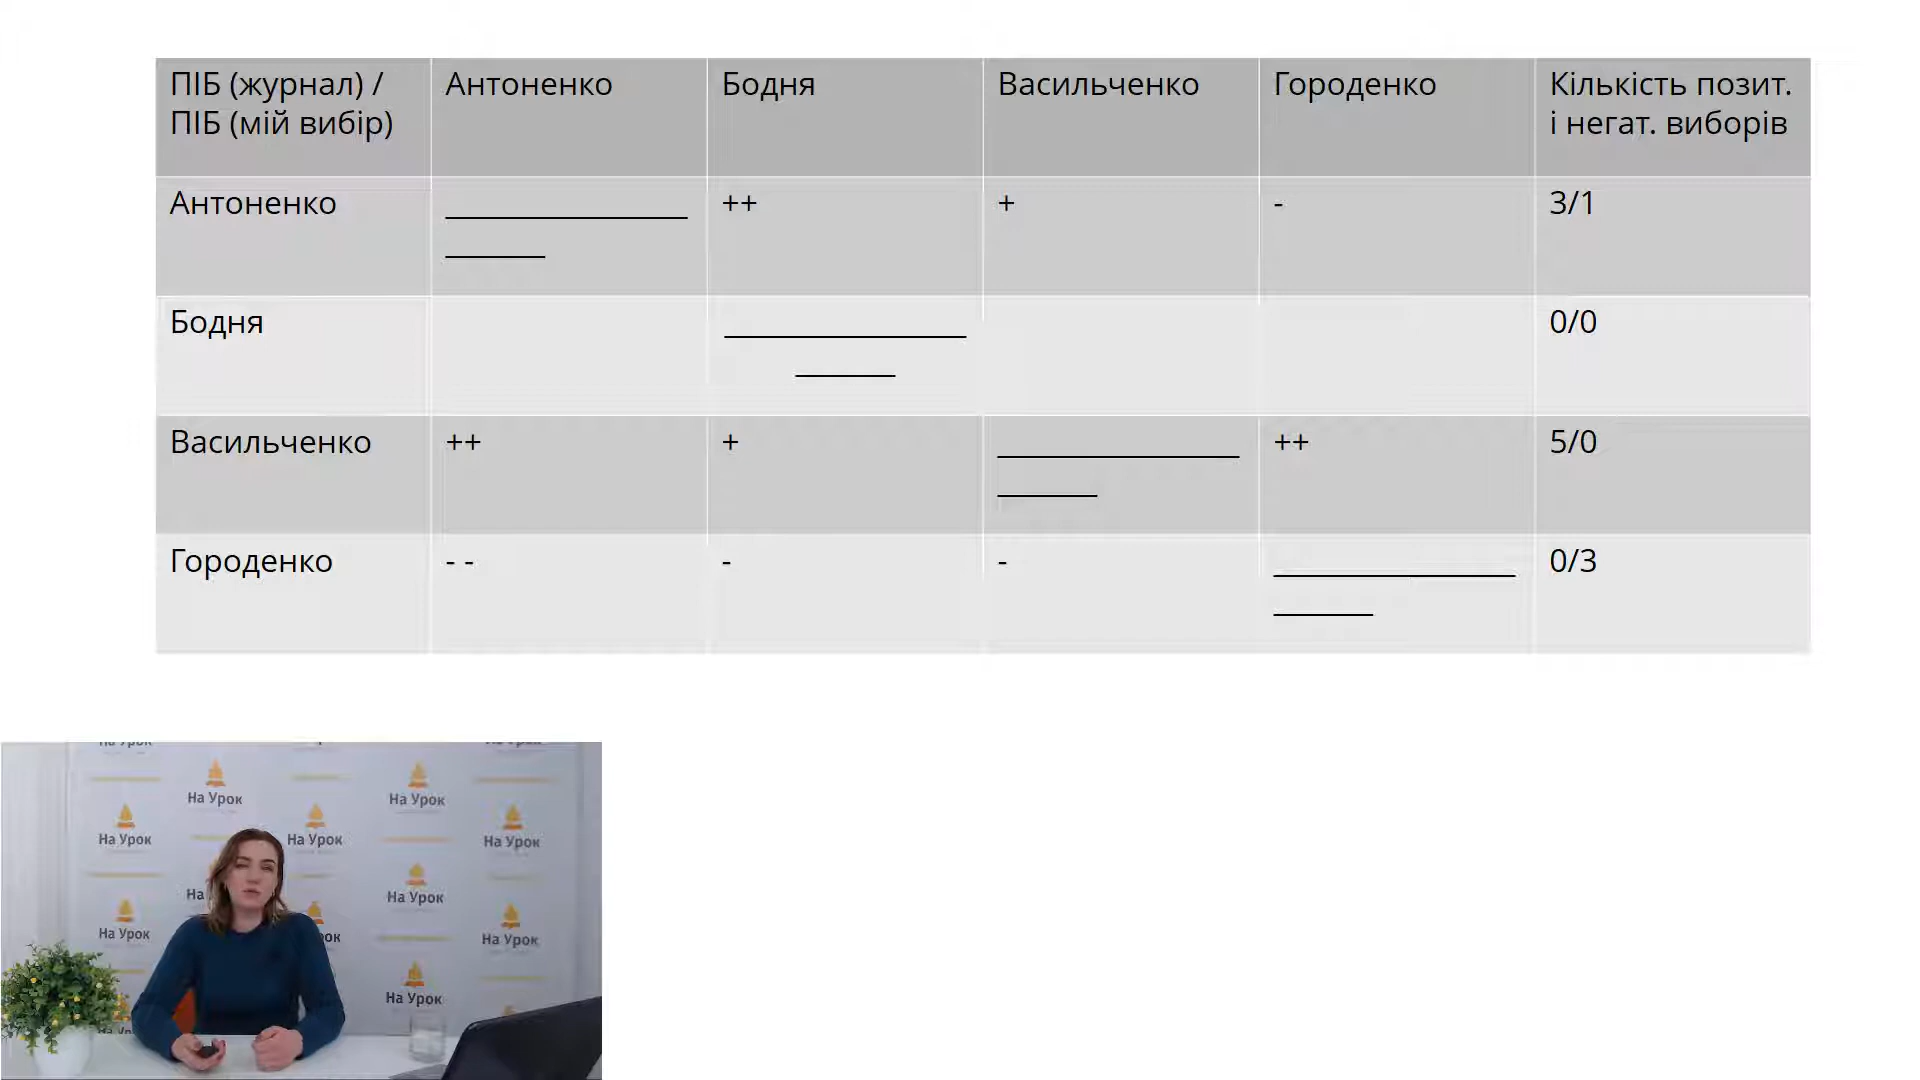 ПІБ (журнал) /
ПІБ (мій вибір)
Антоненко
Бодня
Васильченко
Городенко
Кількість позит.
і негат. виборів
Антоненко
++
+
-
3/1
Бодня
0/0
Васильченко
++
+
++
5/0
Городенко
- -
-
-
0/3
На Урок
На Урок
На Урок
На Урок
На Урок
На Урок
На
На Урок
На Урок
ок
На Урок
На Урок